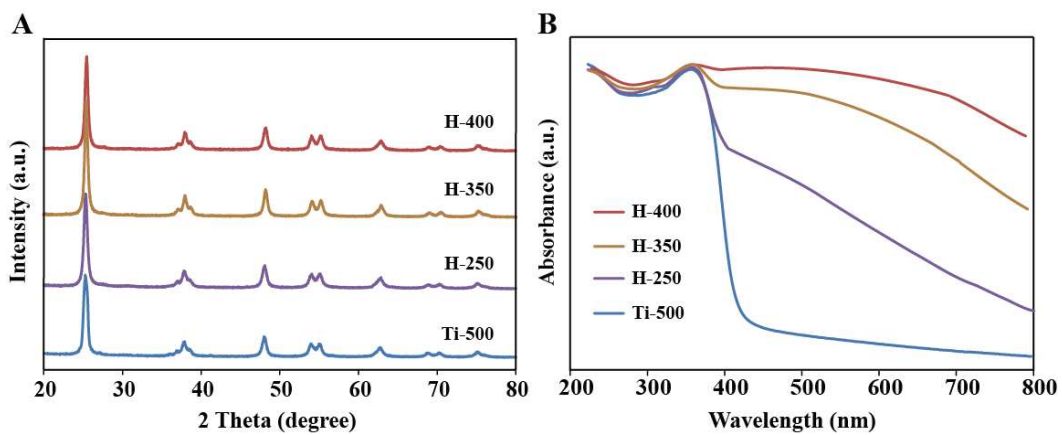 A
Intensity (a.u.)
H-400
H-350
H-250
Ti-500
20 30 40 50 60 70 80
2 Theta (degree)
B
Absorbance (a.u.)
H-400
H-350
H-250
Ti-500
200 300 400 500 600 700 800
Wavelength (nm)